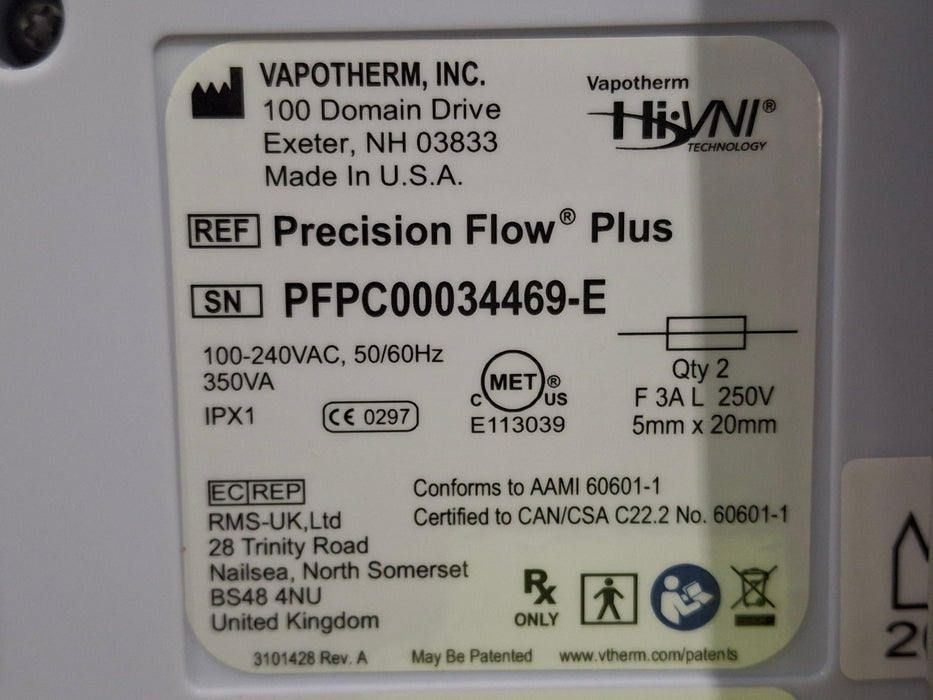 VAPOTHERM, INC.
100 Domain Drive
Exeter, NH 03833
Made In U.S.A.
Vapotherm
Hi-VNI®
TECHNOLOGY
REF Precision Flow® Plus
SN PFPC00034469-E
100-240VAC, 50/60Hz
350VA
IPX1
CE 0297
C MET® US
E113039
Qty 2
F 3A L 250V
5mm x 20mm
EC REP
RMS-UK,Ltd
28 Trinity Road
Nailsea, North Somerset
BS48 4NU
United Kingdom
Conforms to AAMI 60601-1
Certified to CAN/CSA C22.2 No. 60601-1
Rx
ONLY
3101428 Rev. A
May Be Patented
www.vtherm.com/patents